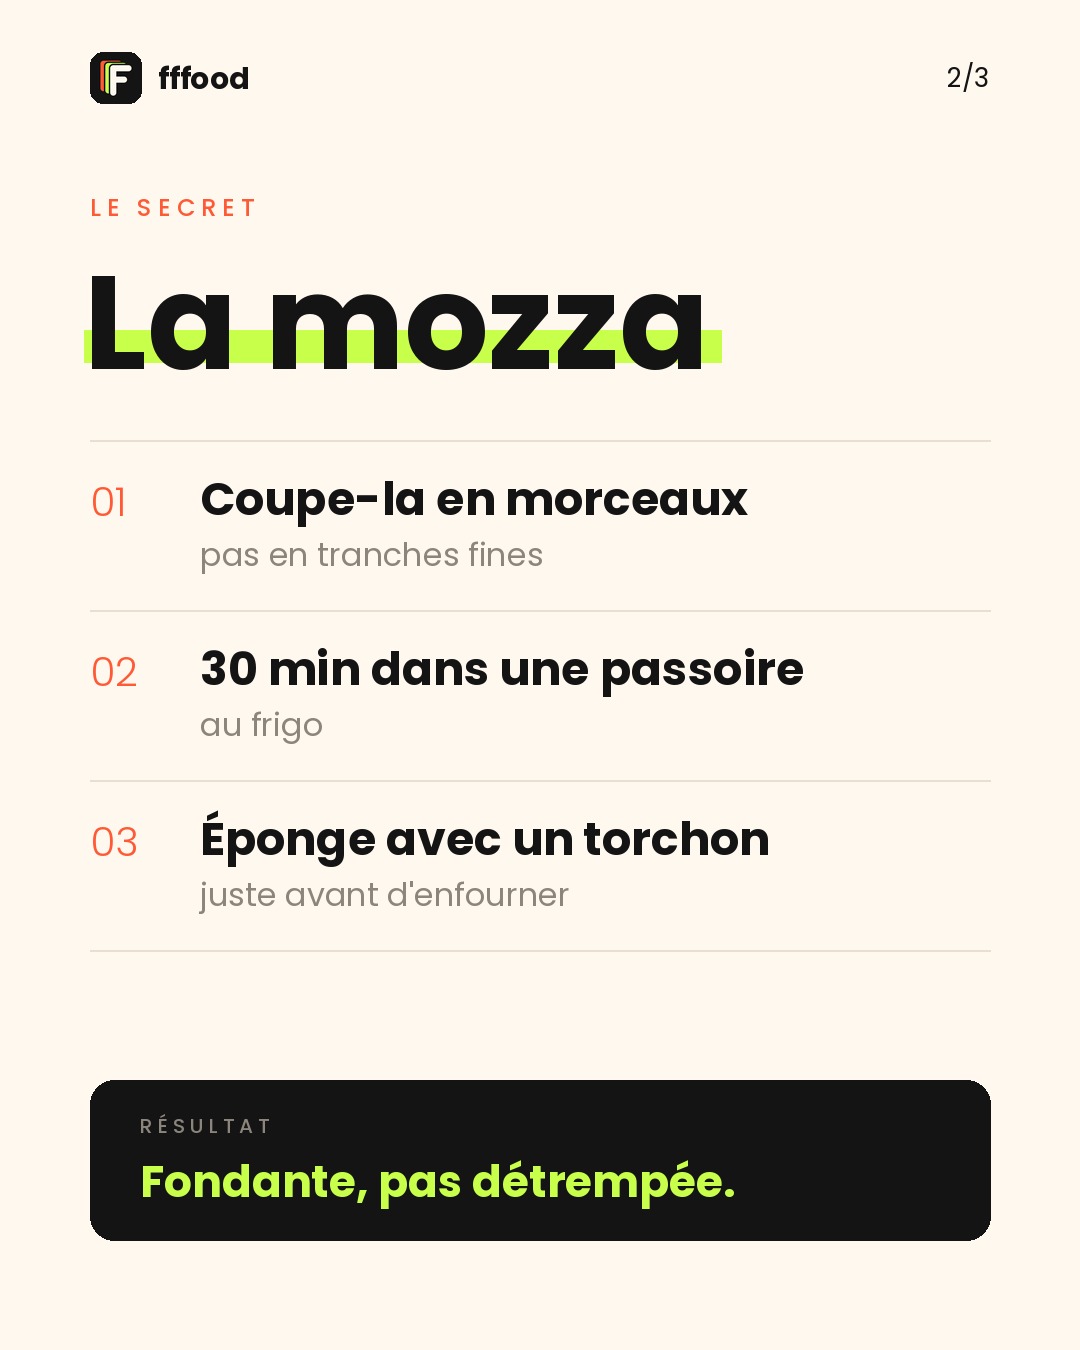 F fffood
2/3
LE SECRET
La mozza
01 Coupe-la en morceaux
pas en tranches fines
02 30 min dans une passoire
au frigo
03 Éponge avec un torchon
juste avant d'enfourner
RÉSULTAT
Fondante, pas détrempée.